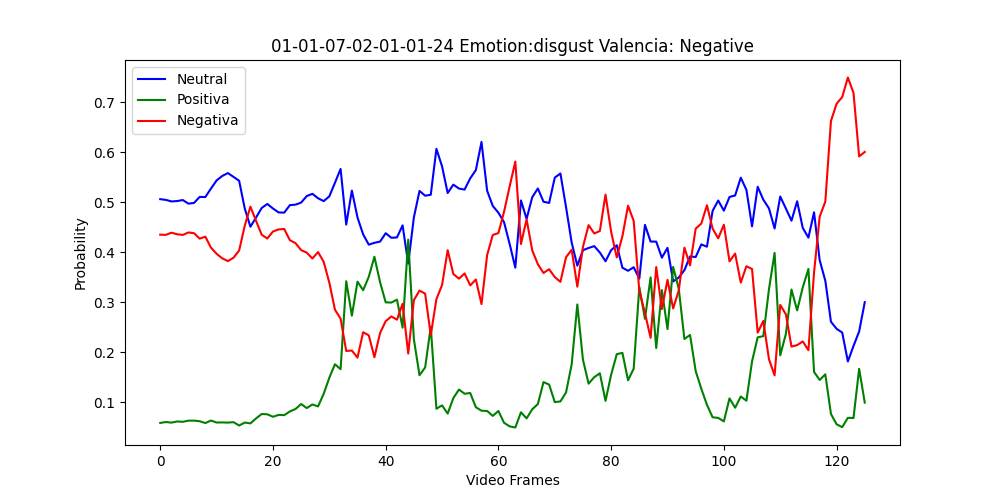 01-01-07-02-01-01-24 Emotion:disgust Valencia: Negative
Neutral
Positiva
Negativa
Probability
0.7
0.6
0.5
0.4
0.3
0.2
0.1
0 20 40 60 80 100 120
Video Frames